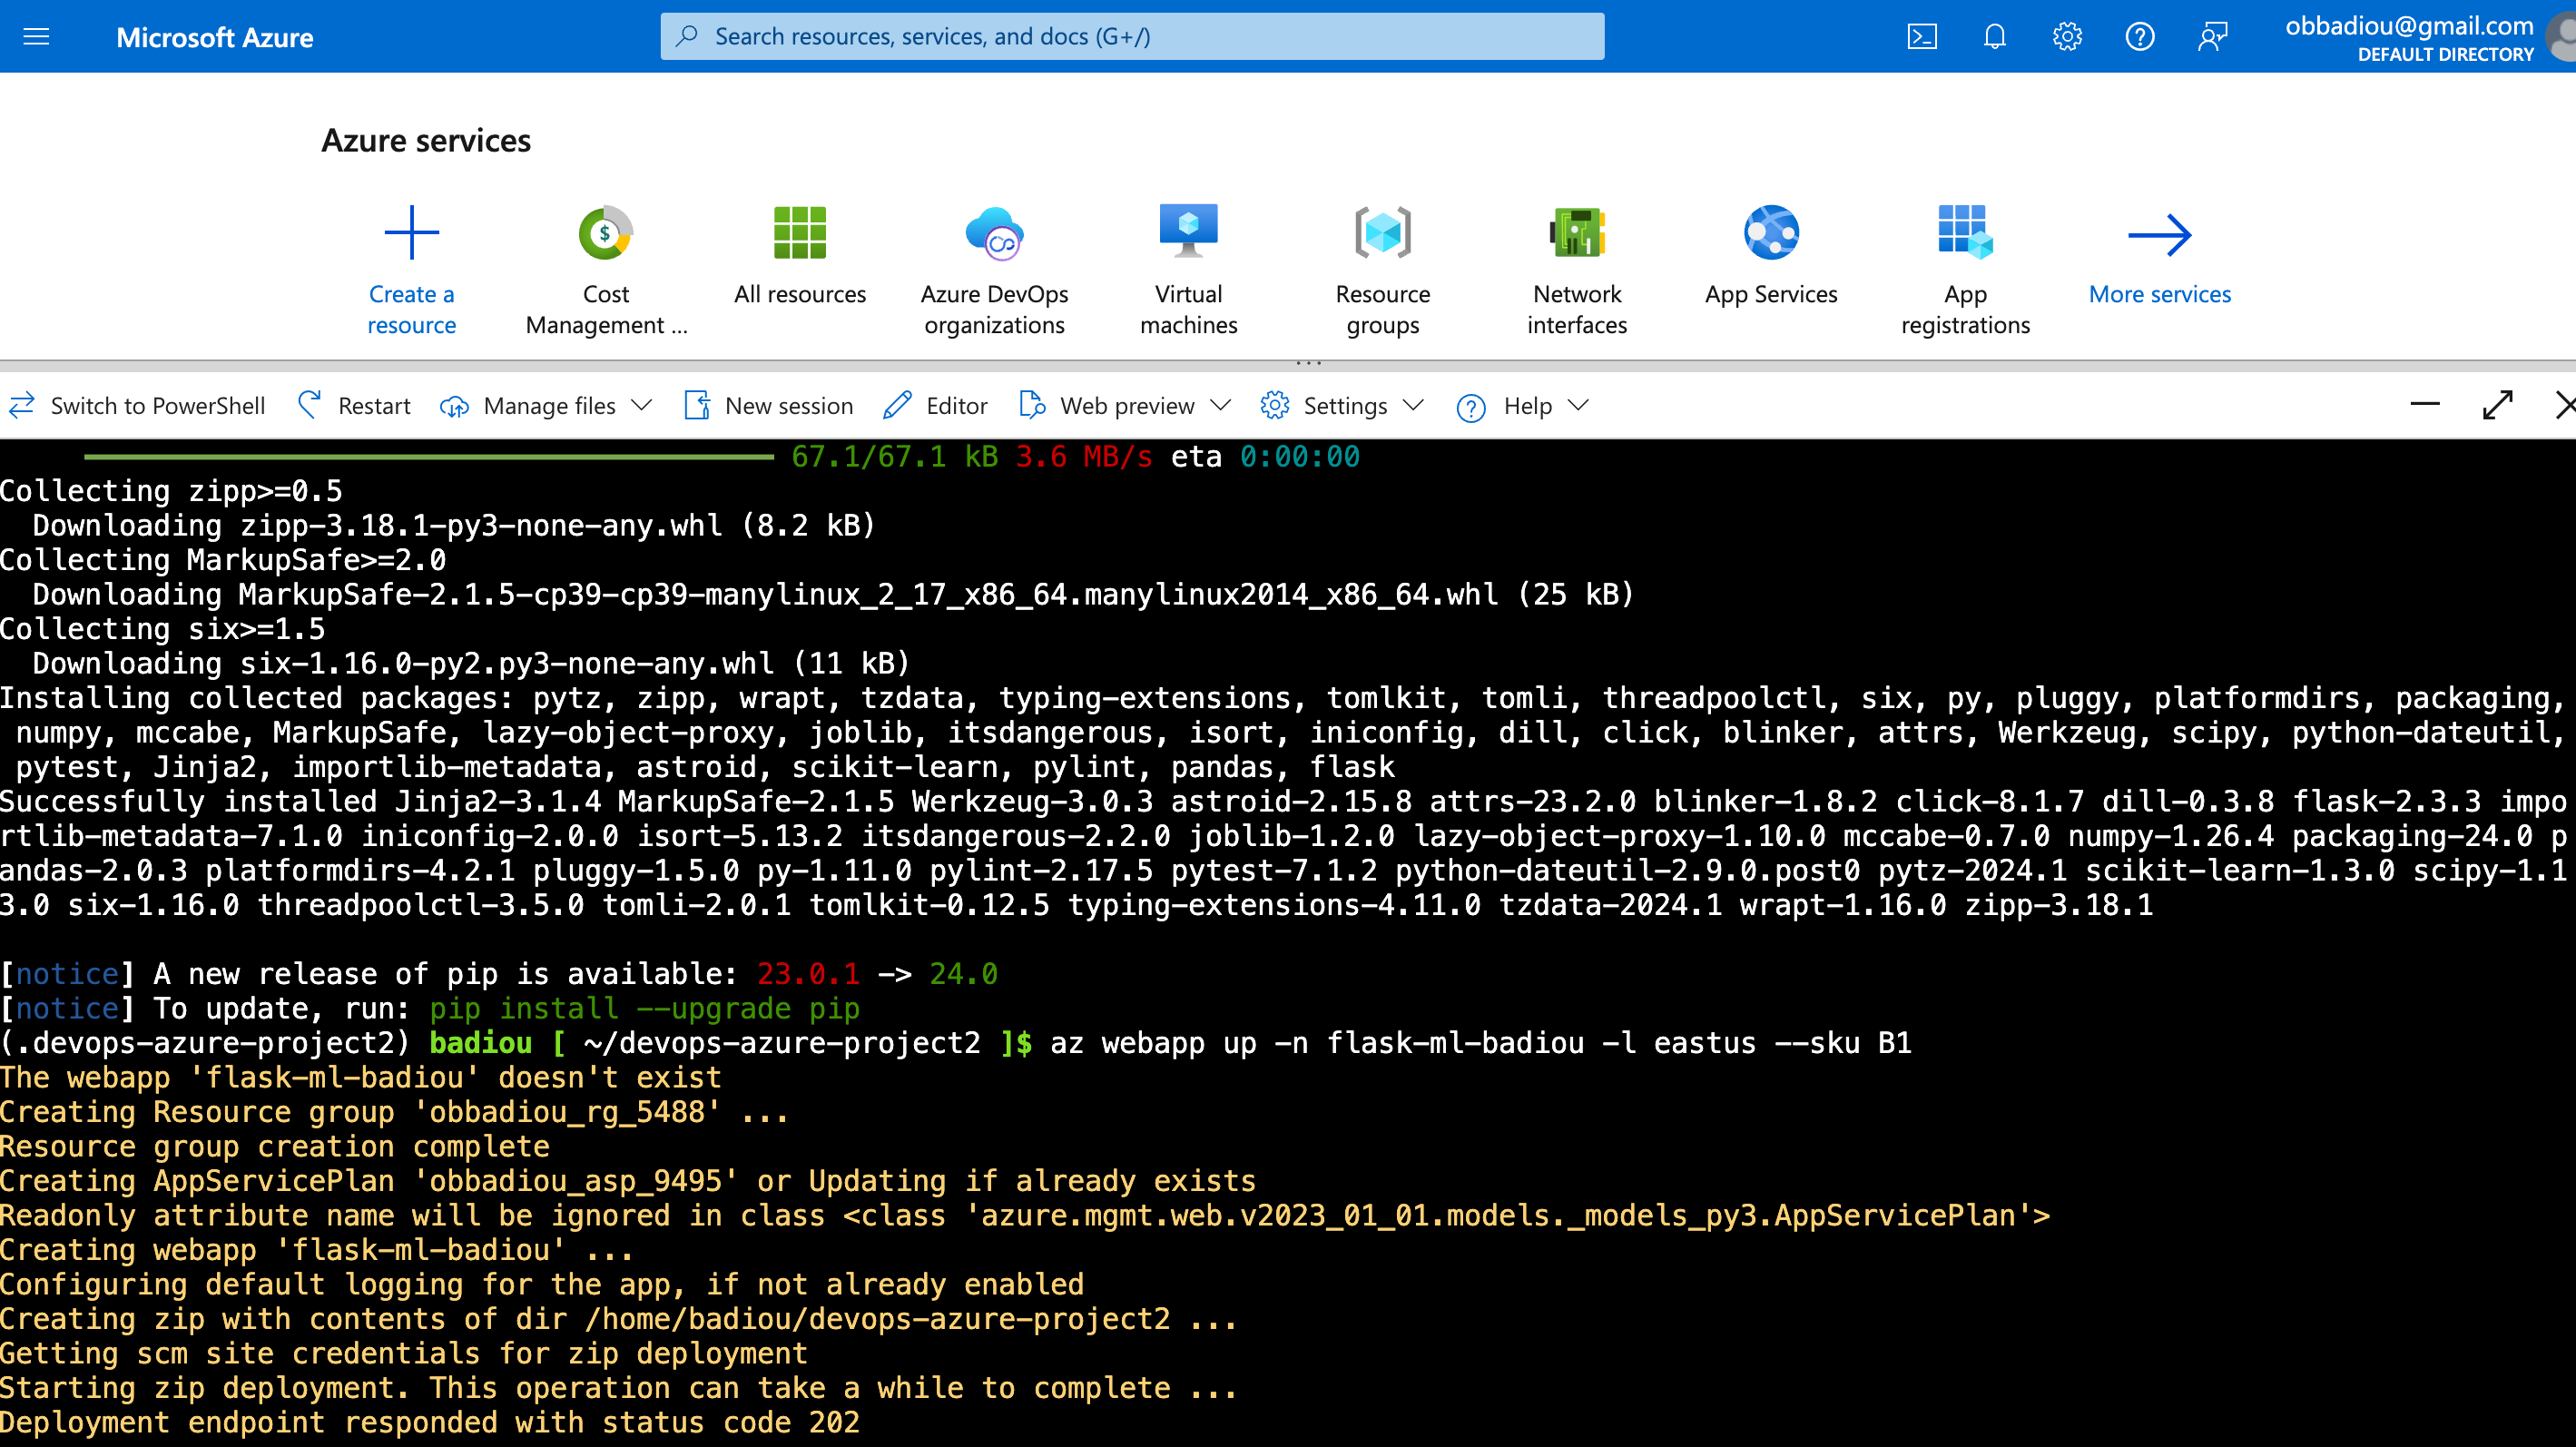 Microsoft Azure
Search resources, services, and docs (G+/)
obbadiou@gmail.com
DEFAULT DIRECTORY
Azure services
Create a resource
Cost Management ...
All resources
Azure DevOps organizations
Virtual machines
Resource groups
Network interfaces
App Services
App registrations
More services
Switch to PowerShell
Restart
Manage files
New session
Editor
Web preview
Settings
Help
67.1/67.1 kB 3.6 MB/s eta 0:00:00
Collecting zipp>=0.5
  Downloading zipp-3.18.1-py3-none-any.whl (8.2 kB)
Collecting MarkupSafe>=2.0
  Downloading MarkupSafe-2.1.5-cp39-cp39-manylinux_2_17_x86_64.manylinux2014_x86_64.whl (25 kB)
Collecting six>=1.5
  Downloading six-1.16.0-py2.py3-none-any.whl (11 kB)
Installing collected packages: pytz, zipp, wrapt, tzdata, typing-extensions, tomlkit, tomli, threadpoolctl, six, py, pluggy, platformdirs, packaging,
 numpy, mccabe, MarkupSafe, lazy-object-proxy, joblib, itsdangerous, isort, iniconfig, dill, click, blinker, attrs, Werkzeug, scipy, python-dateutil,
 pytest, Jinja2, importlib-metadata, astroid, scikit-learn, pylint, pandas, flask
Successfully installed Jinja2-3.1.4 MarkupSafe-2.1.5 Werkzeug-3.0.3 astroid-2.15.8 attrs-23.2.0 blinker-1.8.2 click-8.1.7 dill-0.3.8 flask-2.3.3 impo
rtlib-metadata-7.1.0 iniconfig-2.0.0 isort-5.13.2 itsdangerous-2.2.0 joblib-1.2.0 lazy-object-proxy-1.10.0 mccabe-0.7.0 numpy-1.26.4 packaging-24.0 p
andas-2.0.3 platformdirs-4.2.1 pluggy-1.5.0 py-1.11.0 pylint-2.17.5 pytest-7.1.2 python-dateutil-2.9.0.post0 pytz-2024.1 scikit-learn-1.3.0 scipy-1.1
3.0 six-1.16.0 threadpoolctl-3.5.0 tomli-2.0.1 tomlkit-0.12.5 typing-extensions-4.11.0 tzdata-2024.1 wrapt-1.16.0 zipp-3.18.1
[notice] A new release of pip is available: 23.0.1 -> 24.0
[notice] To update, run: pip install --upgrade pip
(.devops-azure-project2) badiou [ ~/devops-azure-project2 ]$ az webapp up -n flask-ml-badiou -l eastus --sku B1
The webapp 'flask-ml-badiou' doesn't exist
Creating Resource group 'obbadiou_rg_5488' ...
Resource group creation complete
Creating AppServicePlan 'obbadiou_asp_9495' or Updating if already exists
Readonly attribute name will be ignored in class <class 'azure.mgmt.web.v2023_01_01.models._models_py3.AppServicePlan'>
Creating webapp 'flask-ml-badiou' ...
Configuring default logging for the app, if not already enabled
Creating zip with contents of dir /home/badiou/devops-azure-project2 ...
Getting scm site credentials for zip deployment
Starting zip deployment. This operation can take a while to complete ...
Deployment endpoint responded with status code 202